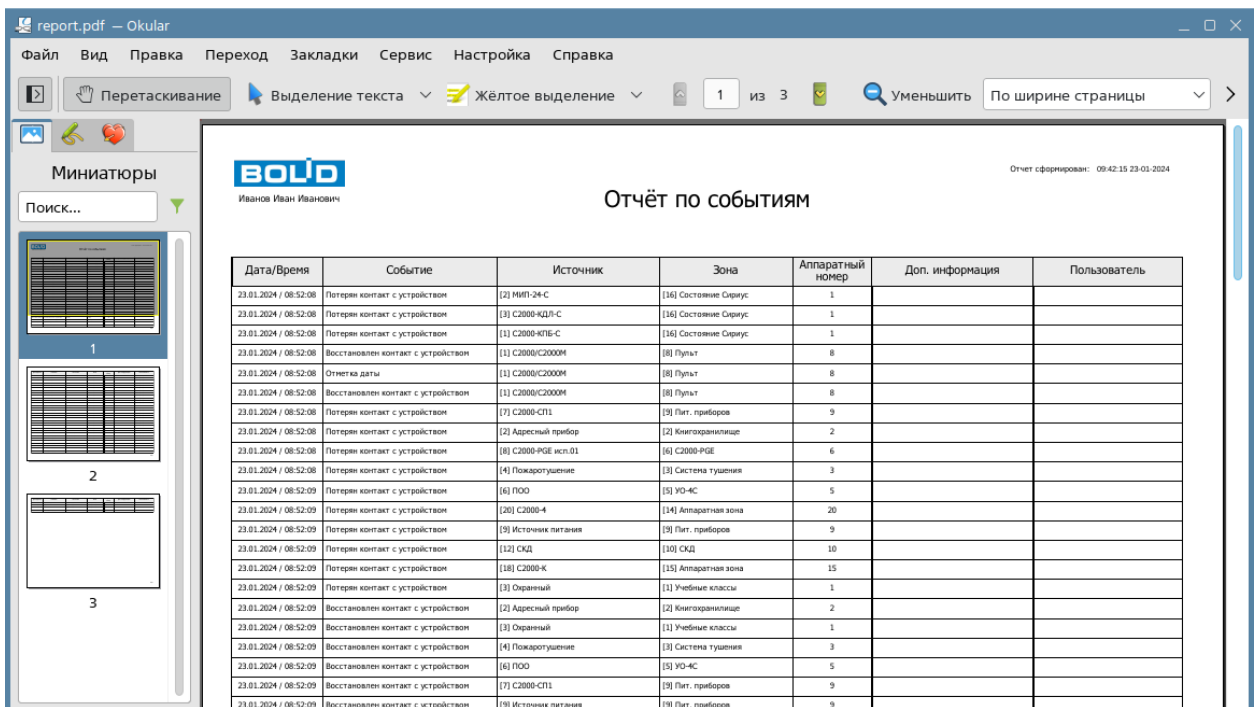 report.pdf — Okular
Файл Вид Правка Переход Закладки Сервис Настройка Справка
Перетаскивание Выделение текста Жёлтое выделение 1 из 3 Уменьшить По ширине страницы
Миниатюры
Поиск...
1
2
3
BOLID
Иванов Иван Иванович
Отчет сформирован: 09:42:15 23-01-2024
Отчёт по событиям
Дата/Время Событие Источник Зона Аппаратный номер Доп. информация Пользователь
23.01.2024 / 08:52:08 Потерян контакт с устройством [2] МИП-24-С [16] Состояние Сириус 1
23.01.2024 / 08:52:08 Потерян контакт с устройством [3] С2000-КДЛ-С [16] Состояние Сириус 1
23.01.2024 / 08:52:08 Потерян контакт с устройством [1] С2000-КПБ-С [16] Состояние Сириус 1
23.01.2024 / 08:52:08 Восстановлен контакт с устройством [1] С2000/С2000М [8] Пульт 8
23.01.2024 / 08:52:08 Отметка даты [1] С2000/С2000М [8] Пульт 8
23.01.2024 / 08:52:08 Восстановлен контакт с устройством [1] С2000/С2000М [8] Пульт 8
23.01.2024 / 08:52:08 Потерян контакт с устройством [7] С2000-СП1 [9] Пит. приборов 9
23.01.2024 / 08:52:08 Потерян контакт с устройством [2] Адресный прибор [2] Книгохранилище 2
23.01.2024 / 08:52:08 Потерян контакт с устройством [8] С2000-PGE исп.01 [6] С2000-PGE 6
23.01.2024 / 08:52:08 Потерян контакт с устройством [4] Пожаротушение [3] Система тушения 3
23.01.2024 / 08:52:09 Потерян контакт с устройством [6] ПОО [5] УО-4С 5
23.01.2024 / 08:52:09 Потерян контакт с устройством [20] С2000-4 [14] Аппаратная зона 20
23.01.2024 / 08:52:09 Потерян контакт с устройством [9] Источник питания [9] Пит. приборов 9
23.01.2024 / 08:52:09 Потерян контакт с устройством [12] СКД [10] СКД 10
23.01.2024 / 08:52:09 Потерян контакт с устройством [18] С2000-К [15] Аппаратная зона 15
23.01.2024 / 08:52:09 Потерян контакт с устройством [3] Охранный [1] Учебные классы 1
23.01.2024 / 08:52:09 Восстановлен контакт с устройством [2] Адресный прибор [2] Книгохранилище 2
23.01.2024 / 08:52:09 Восстановлен контакт с устройством [3] Охранный [1] Учебные классы 1
23.01.2024 / 08:52:09 Восстановлен контакт с устройством [4] Пожаротушение [3] Система тушения 3
23.01.2024 / 08:52:09 Восстановлен контакт с устройством [6] ПОО [5] УО-4С 5
23.01.2024 / 08:52:09 Восстановлен контакт с устройством [7] С2000-СП1 [9] Пит. приборов 9
23.01.2024 / 08:52:09 Восстановлен контакт с устройством [9] Источник питания [9] Пит. приборов 9